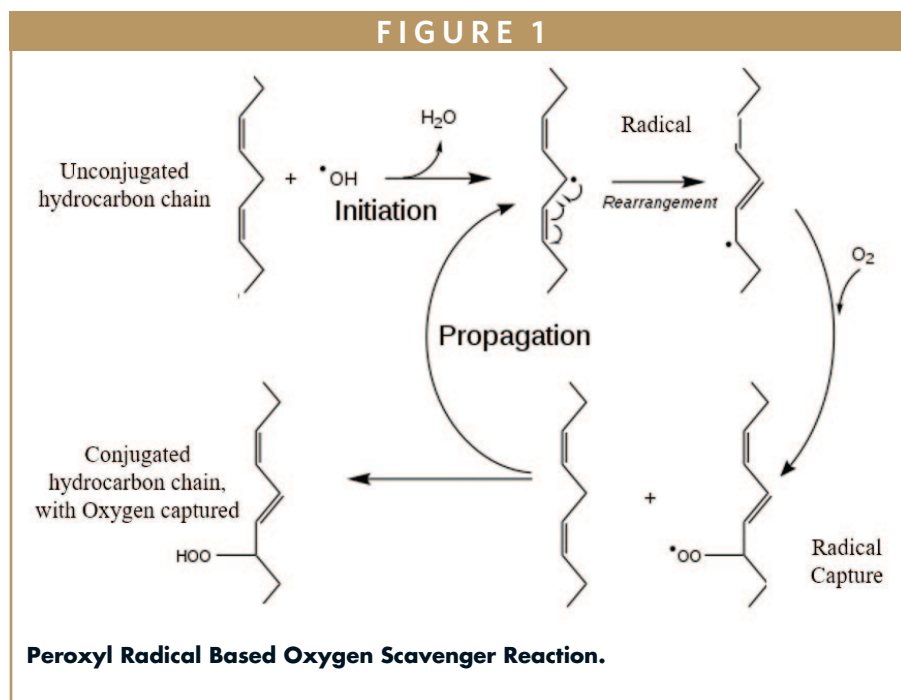 FIGURE 1
Unconjugated
hydrocarbon chain
+
•OH
H₂O
Initiation
Radical
Rearrangement
O₂
Propagation
Conjugated
hydrocarbon chain,
with Oxygen captured
HOO
+
•OO
Radical
Capture
Peroxyl Radical Based Oxygen Scavenger Reaction.